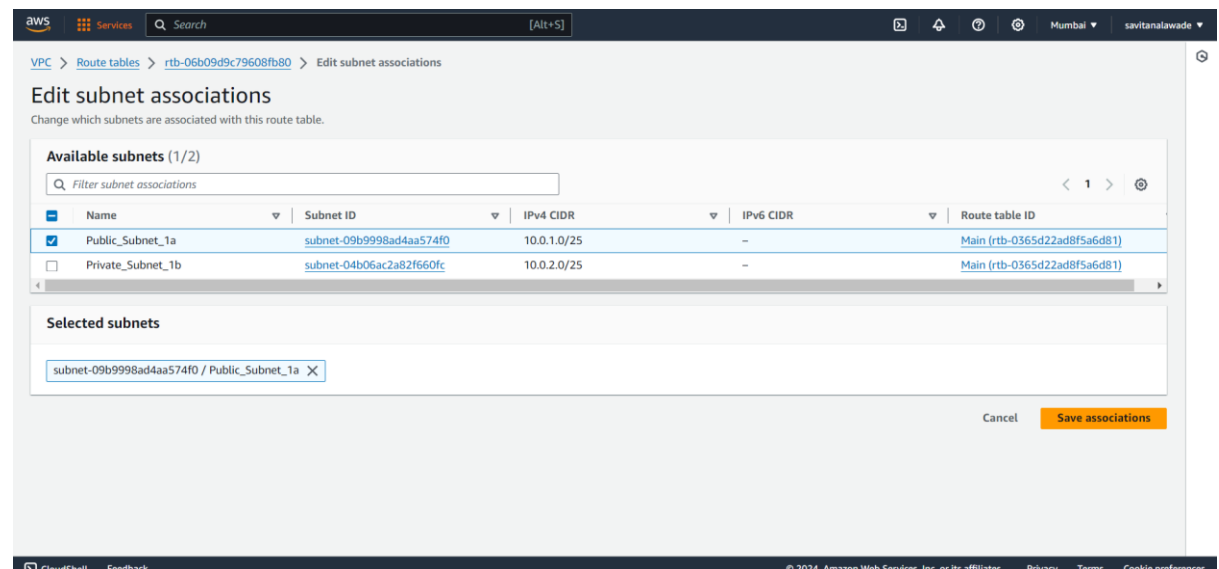 aws Services Search [Alt+S] Mumbai savitanalawade
VPC > Route tables > rtb-06b09d9c79608fb80 > Edit subnet associations
Edit subnet associations
Change which subnets are associated with this route table.
Available subnets (1/2)
Filter subnet associations
< 1 >
Name Subnet ID IPv4 CIDR IPv6 CIDR Route table ID
Public_Subnet_1a subnet-09b9998ad4aa574f0 10.0.1.0/25 – Main (rtb-0365d22ad8f5a6d81)
Private_Subnet_1b subnet-04b06ac2a82f660fc 10.0.2.0/25 – Main (rtb-0365d22ad8f5a6d81)
Selected subnets
subnet-09b9998ad4aa574f0 / Public_Subnet_1a X
Cancel Save associations
CloudShell Feedback © 2024, Amazon Web Services, Inc. or its affiliates. Privacy Terms Cookie preferences